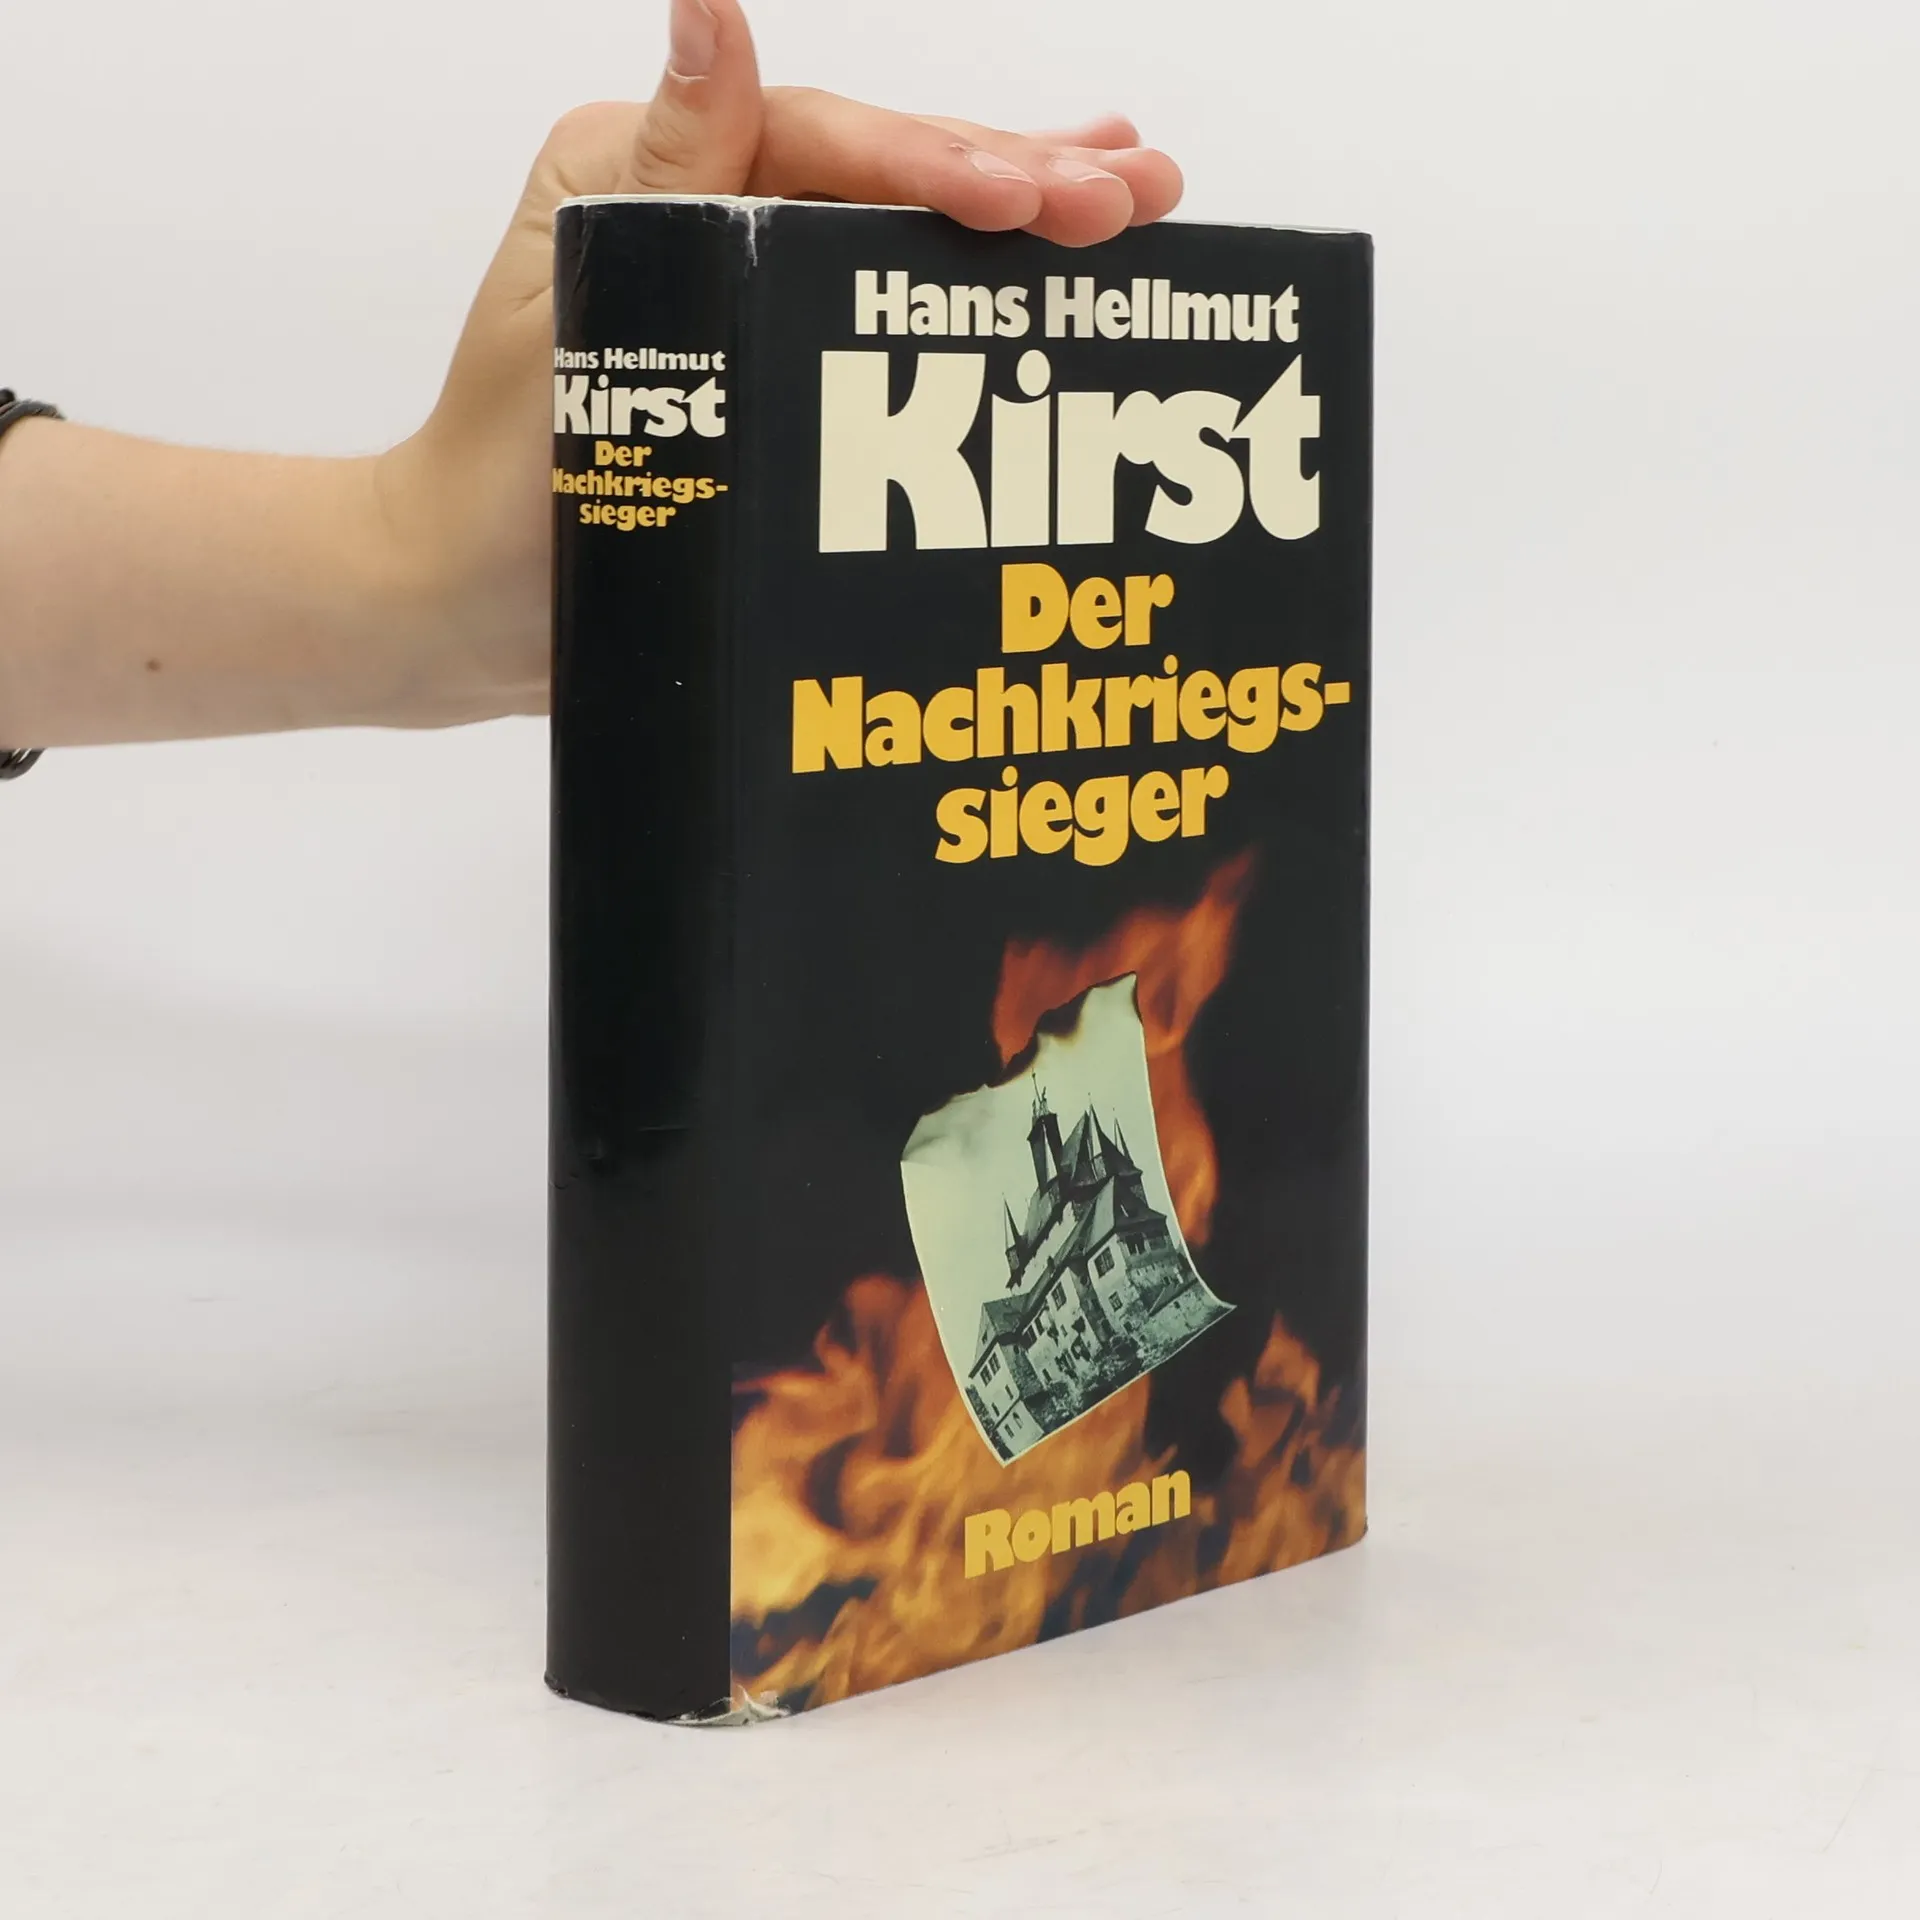 Hans Hellmut
Kirst
Der
Nachkriegs-
sieger
Hans Hellmut
Kirst
Der
Nachkriegs-
sieger
Roman